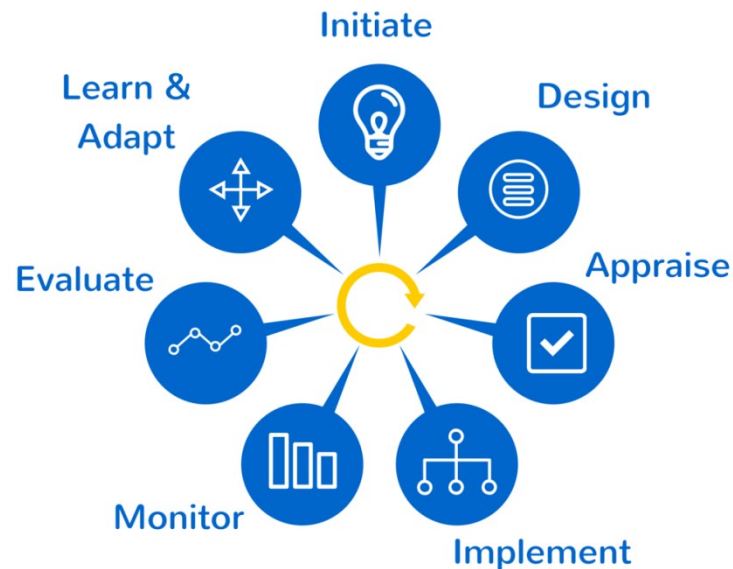 Initiate
Design
Appraise
Implement
Monitor
Evaluate
Learn &
Adapt